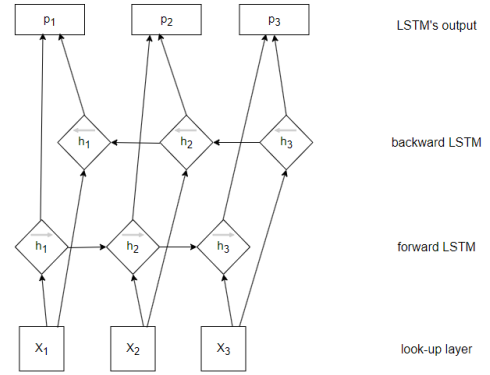 p1 p2 p3 LSTM's output
h1 h2 h3 backward LSTM
h1 h2 h3 forward LSTM
X1 X2 X3 look-up layer